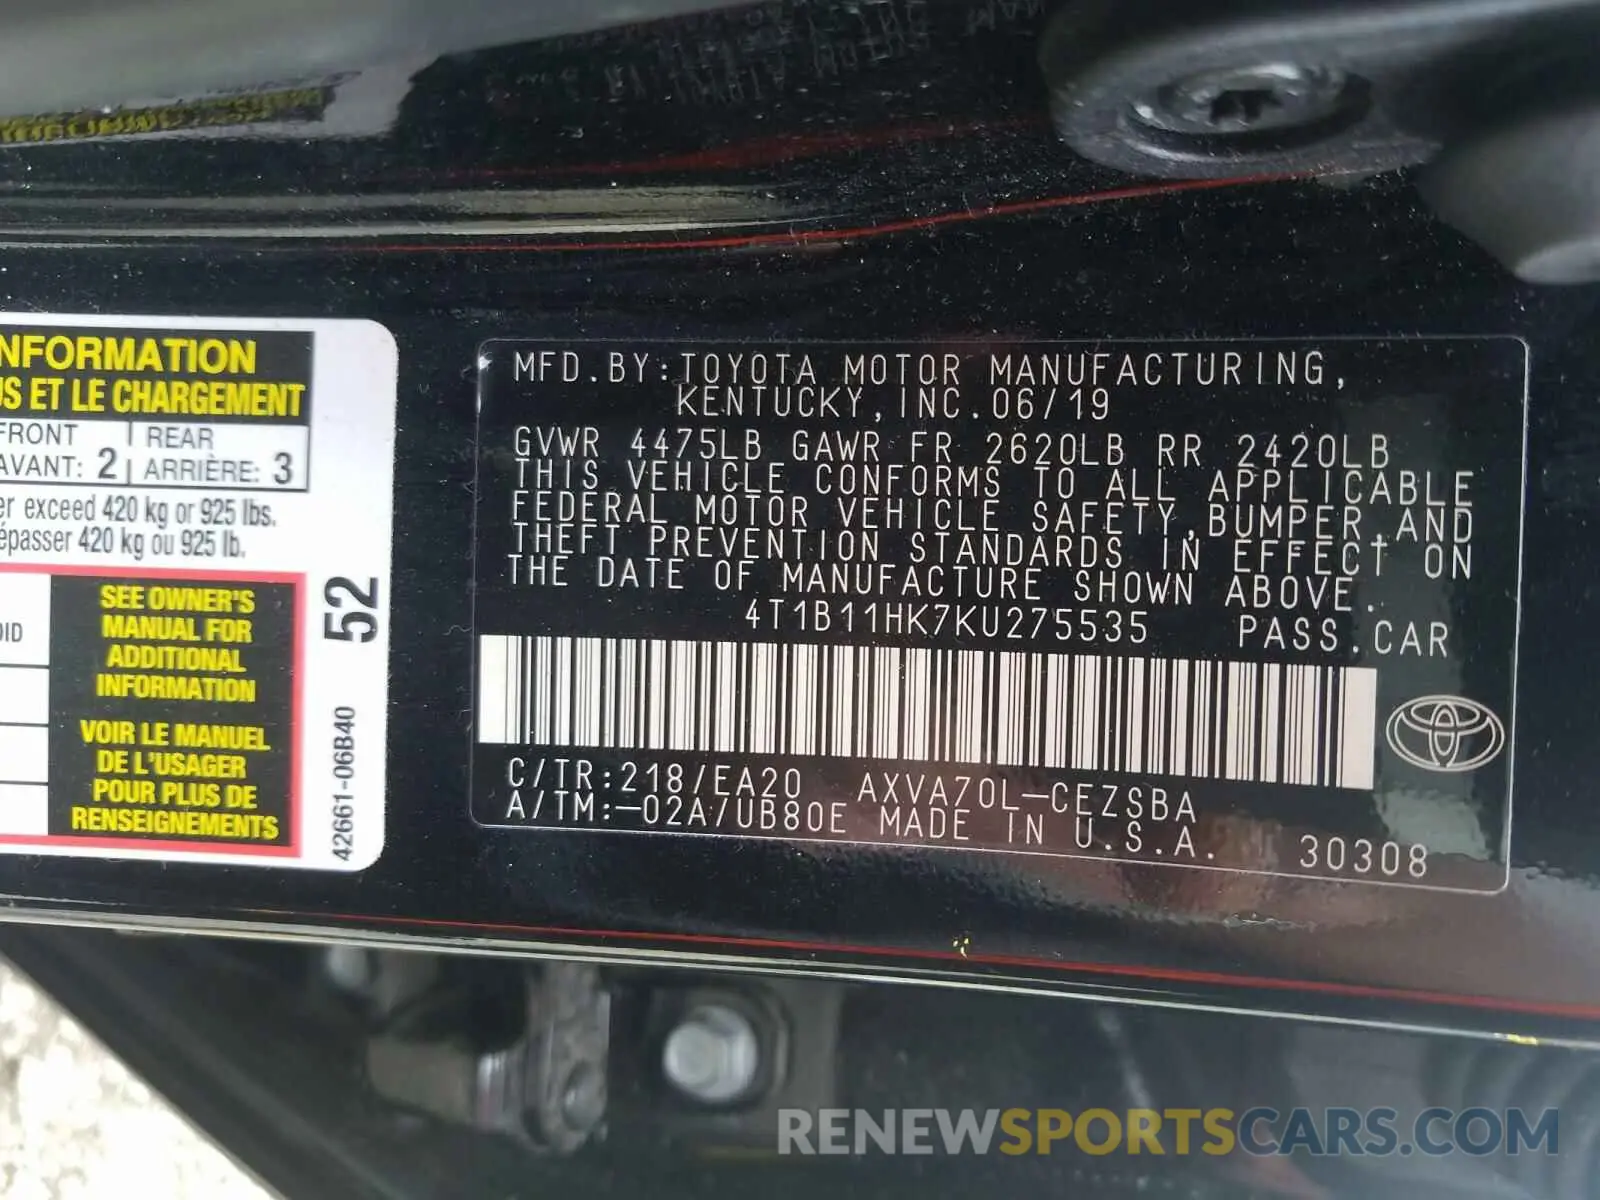 NFORMATION
US ET LE CHARGEMENT
FRONT
AVANT: 2
REAR
ARRIÈRE: 3
er exceed 420 kg or 925 lbs.
épasser 420 kg ou 925 lb.
OID
SEE OWNER'S
MANUAL FOR
ADDITIONAL
INFORMATION
VOIR LE MANUEL
DE L'USAGER
POUR PLUS DE
RENSEIGNEMENTS
42661-06B40 52
MFD.BY:TOYOTA MOTOR MANUFACTURING,
KENTUCKY,INC.06/19
GVWR 4475LB GAWR FR 2620LB RR 2420LB
THIS VEHICLE CONFORMS TO ALL APPLICABLE
FEDERAL MOTOR VEHICLE SAFETY,BUMPER,AND
THEFT PREVENTION STANDARDS IN EFFECT ON
THE DATE OF MANUFACTURE SHOWN ABOVE.
4T1B11HK7KU275535 PASS.CAR
C/TR:218/EA20 AXVA70L-CEZSBA
A/TM:-02A/UB80E MADE IN U.S.A.
30308
RENEWSPORTSCARS.COM